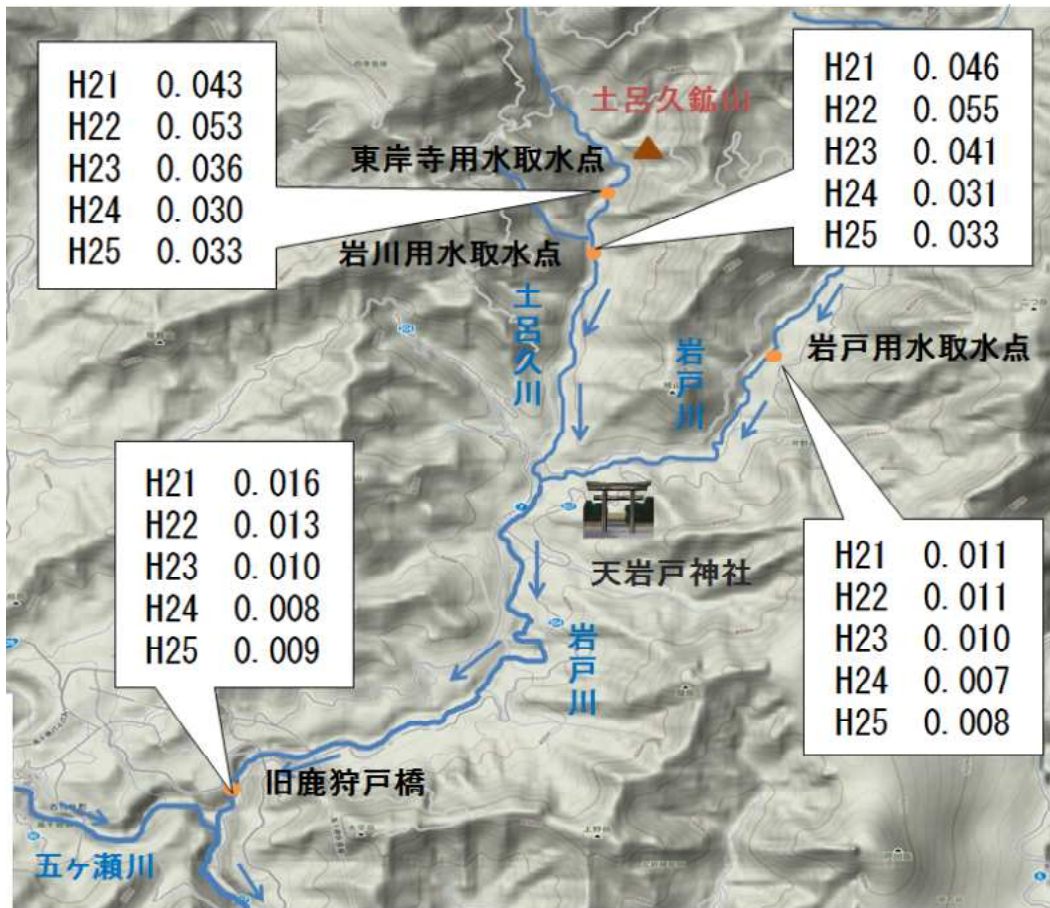 H21 0.043
H22 0.053
H23 0.036
H24 0.030
H25 0.033
H21 0.046
H22 0.055
H23 0.041
H24 0.031
H25 0.033
土呂久鉱山
東岸寺用水取水点
岩川用水取水点
土呂久川
岩戸川
岩戸用水取水点
H21 0.016
H22 0.013
H23 0.010
H24 0.008
H25 0.009
天岩戸神社
H21 0.011
H22 0.011
H23 0.010
H24 0.007
H25 0.008
岩戸川
旧鹿狩戸橋
五ヶ瀬川